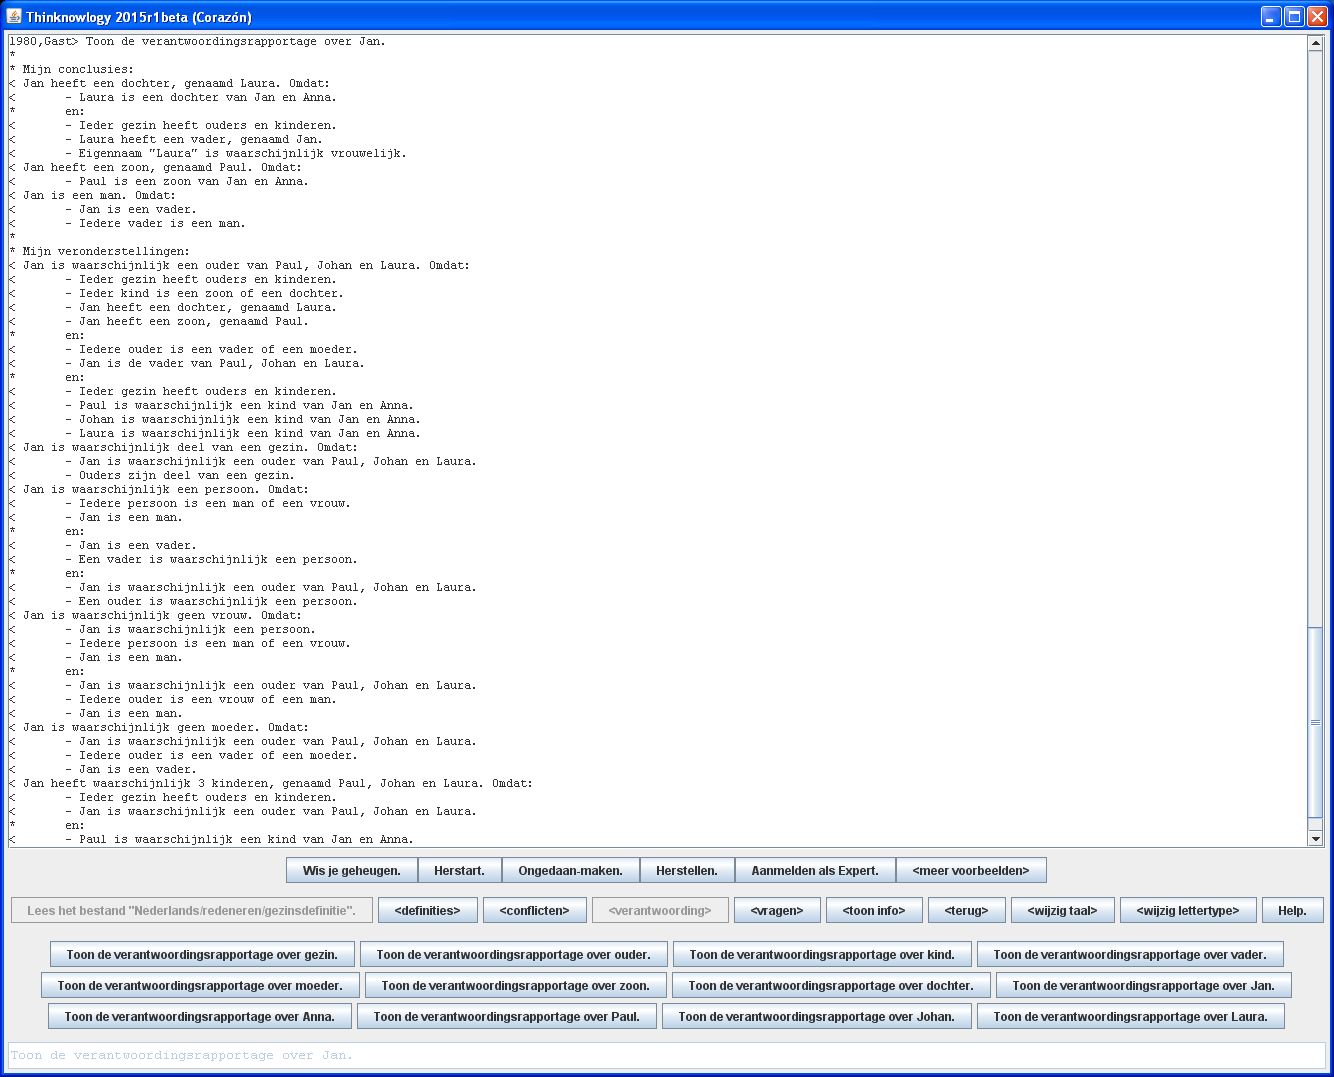 Thinknowlogy 2015r1beta (Corazón)
1980,Gast> Toon de verantwoordingsrapportage over Jan.
*
* Mijn conclusies:
< Jan heeft een dochter, genaamd Laura. Omdat:
< - Laura is een dochter van Jan en Anna.
* en:
< - Ieder gezin heeft ouders en kinderen.
< - Laura heeft een vader, genaamd Jan.
< - Eigennaam "Laura" is waarschijnlijk vrouwelijk.
< Jan heeft een zoon, genaamd Paul. Omdat:
< - Paul is een zoon van Jan en Anna.
< Jan is een man. Omdat:
< - Jan is een vader.
< - Iedere vader is een man.
*
* Mijn veronderstellingen:
< Jan is waarschijnlijk een ouder van Paul, Johan en Laura. Omdat:
< - Ieder gezin heeft ouders en kinderen.
< - Ieder kind is een zoon of een dochter.
< - Jan heeft een dochter, genaamd Laura.
< - Jan heeft een zoon, genaamd Paul.
* en:
< - Iedere ouder is een vader of een moeder.
< - Jan is de vader van Paul, Johan en Laura.
* en:
< - Ieder gezin heeft ouders en kinderen.
< - Paul is waarschijnlijk een kind van Jan en Anna.
< - Johan is waarschijnlijk een kind van Jan en Anna.
< - Laura is waarschijnlijk een kind van Jan en Anna.
< Jan is waarschijnlijk deel van een gezin. Omdat:
< - Jan is waarschijnlijk een ouder van Paul, Johan en Laura.
< - Ouders zijn deel van een gezin.
< Jan is waarschijnlijk een persoon. Omdat:
< - Iedere persoon is een man of een vrouw.
< - Jan is een man.
* en:
< - Jan is een vader.
< - Een vader is waarschijnlijk een persoon.
* en:
< - Jan is waarschijnlijk een ouder van Paul, Johan en Laura.
< - Een ouder is waarschijnlijk een persoon.
< Jan is waarschijnlijk geen vrouw. Omdat:
< - Jan is waarschijnlijk een persoon.
< - Iedere persoon is een man of een vrouw.
< - Jan is een man.
* en:
< - Jan is waarschijnlijk een ouder van Paul, Johan en Laura.
< - Iedere ouder is een vrouw of een man.
< - Jan is een man.
< Jan is waarschijnlijk geen moeder. Omdat:
< - Jan is waarschijnlijk een ouder van Paul, Johan en Laura.
< - Iedere ouder is een vader of een moeder.
< - Jan is een vader.
< Jan heeft waarschijnlijk 3 kinderen, genaamd Paul, Johan en Laura. Omdat:
< - Ieder gezin heeft ouders en kinderen.
< - Jan is waarschijnlijk een ouder van Paul, Johan en Laura.
* en:
< - Paul is waarschijnlijk een kind van Jan en Anna.
Wis je geheugen. Herstart. Ongedaan-maken. Herstellen. Aanmelden als Expert. <meer voorbeelden>
Lees het bestand "Nederlands/redeneren/gezinsdefinitie". <definities> <conflicten> <verantwoording> <vragen> <toon info> <terug> <wijzig taal> <wijzig lettertype> Help.
Toon de verantwoordingsrapportage over gezin. Toon de verantwoordingsrapportage over ouder. Toon de verantwoordingsrapportage over kind. Toon de verantwoordingsrapportage over vader.
Toon de verantwoordingsrapportage over moeder. Toon de verantwoordingsrapportage over zoon. Toon de verantwoordingsrapportage over dochter. Toon de verantwoordingsrapportage over Jan.
Toon de verantwoordingsrapportage over Anna. Toon de verantwoordingsrapportage over Paul. Toon de verantwoordingsrapportage over Johan. Toon de verantwoordingsrapportage over Laura.
Toon de verantwoordingsrapportage over Jan.